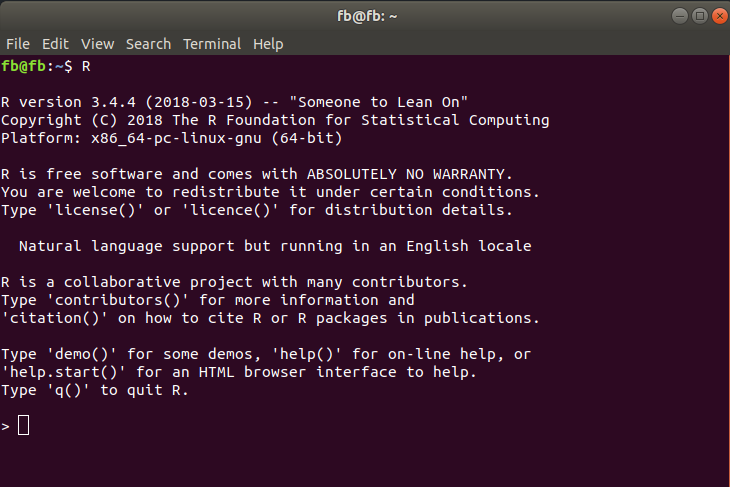 fb@fb: ~
File Edit View Search Terminal Help
fb@fb:~$ R
R version 3.4.4 (2018-03-15) -- "Someone to Lean On"
Copyright (C) 2018 The R Foundation for Statistical Computing
Platform: x86_64-pc-linux-gnu (64-bit)
R is free software and comes with ABSOLUTELY NO WARRANTY.
You are welcome to redistribute it under certain conditions.
Type 'license()' or 'licence()' for distribution details.
Natural language support but running in an English locale
R is a collaborative project with many contributors.
Type 'contributors()' for more information and
'citation()' on how to cite R or R packages in publications.
Type 'demo()' for some demos, 'help()' for on-line help, or
'help.start()' for an HTML browser interface to help.
Type 'q()' to quit R.
>